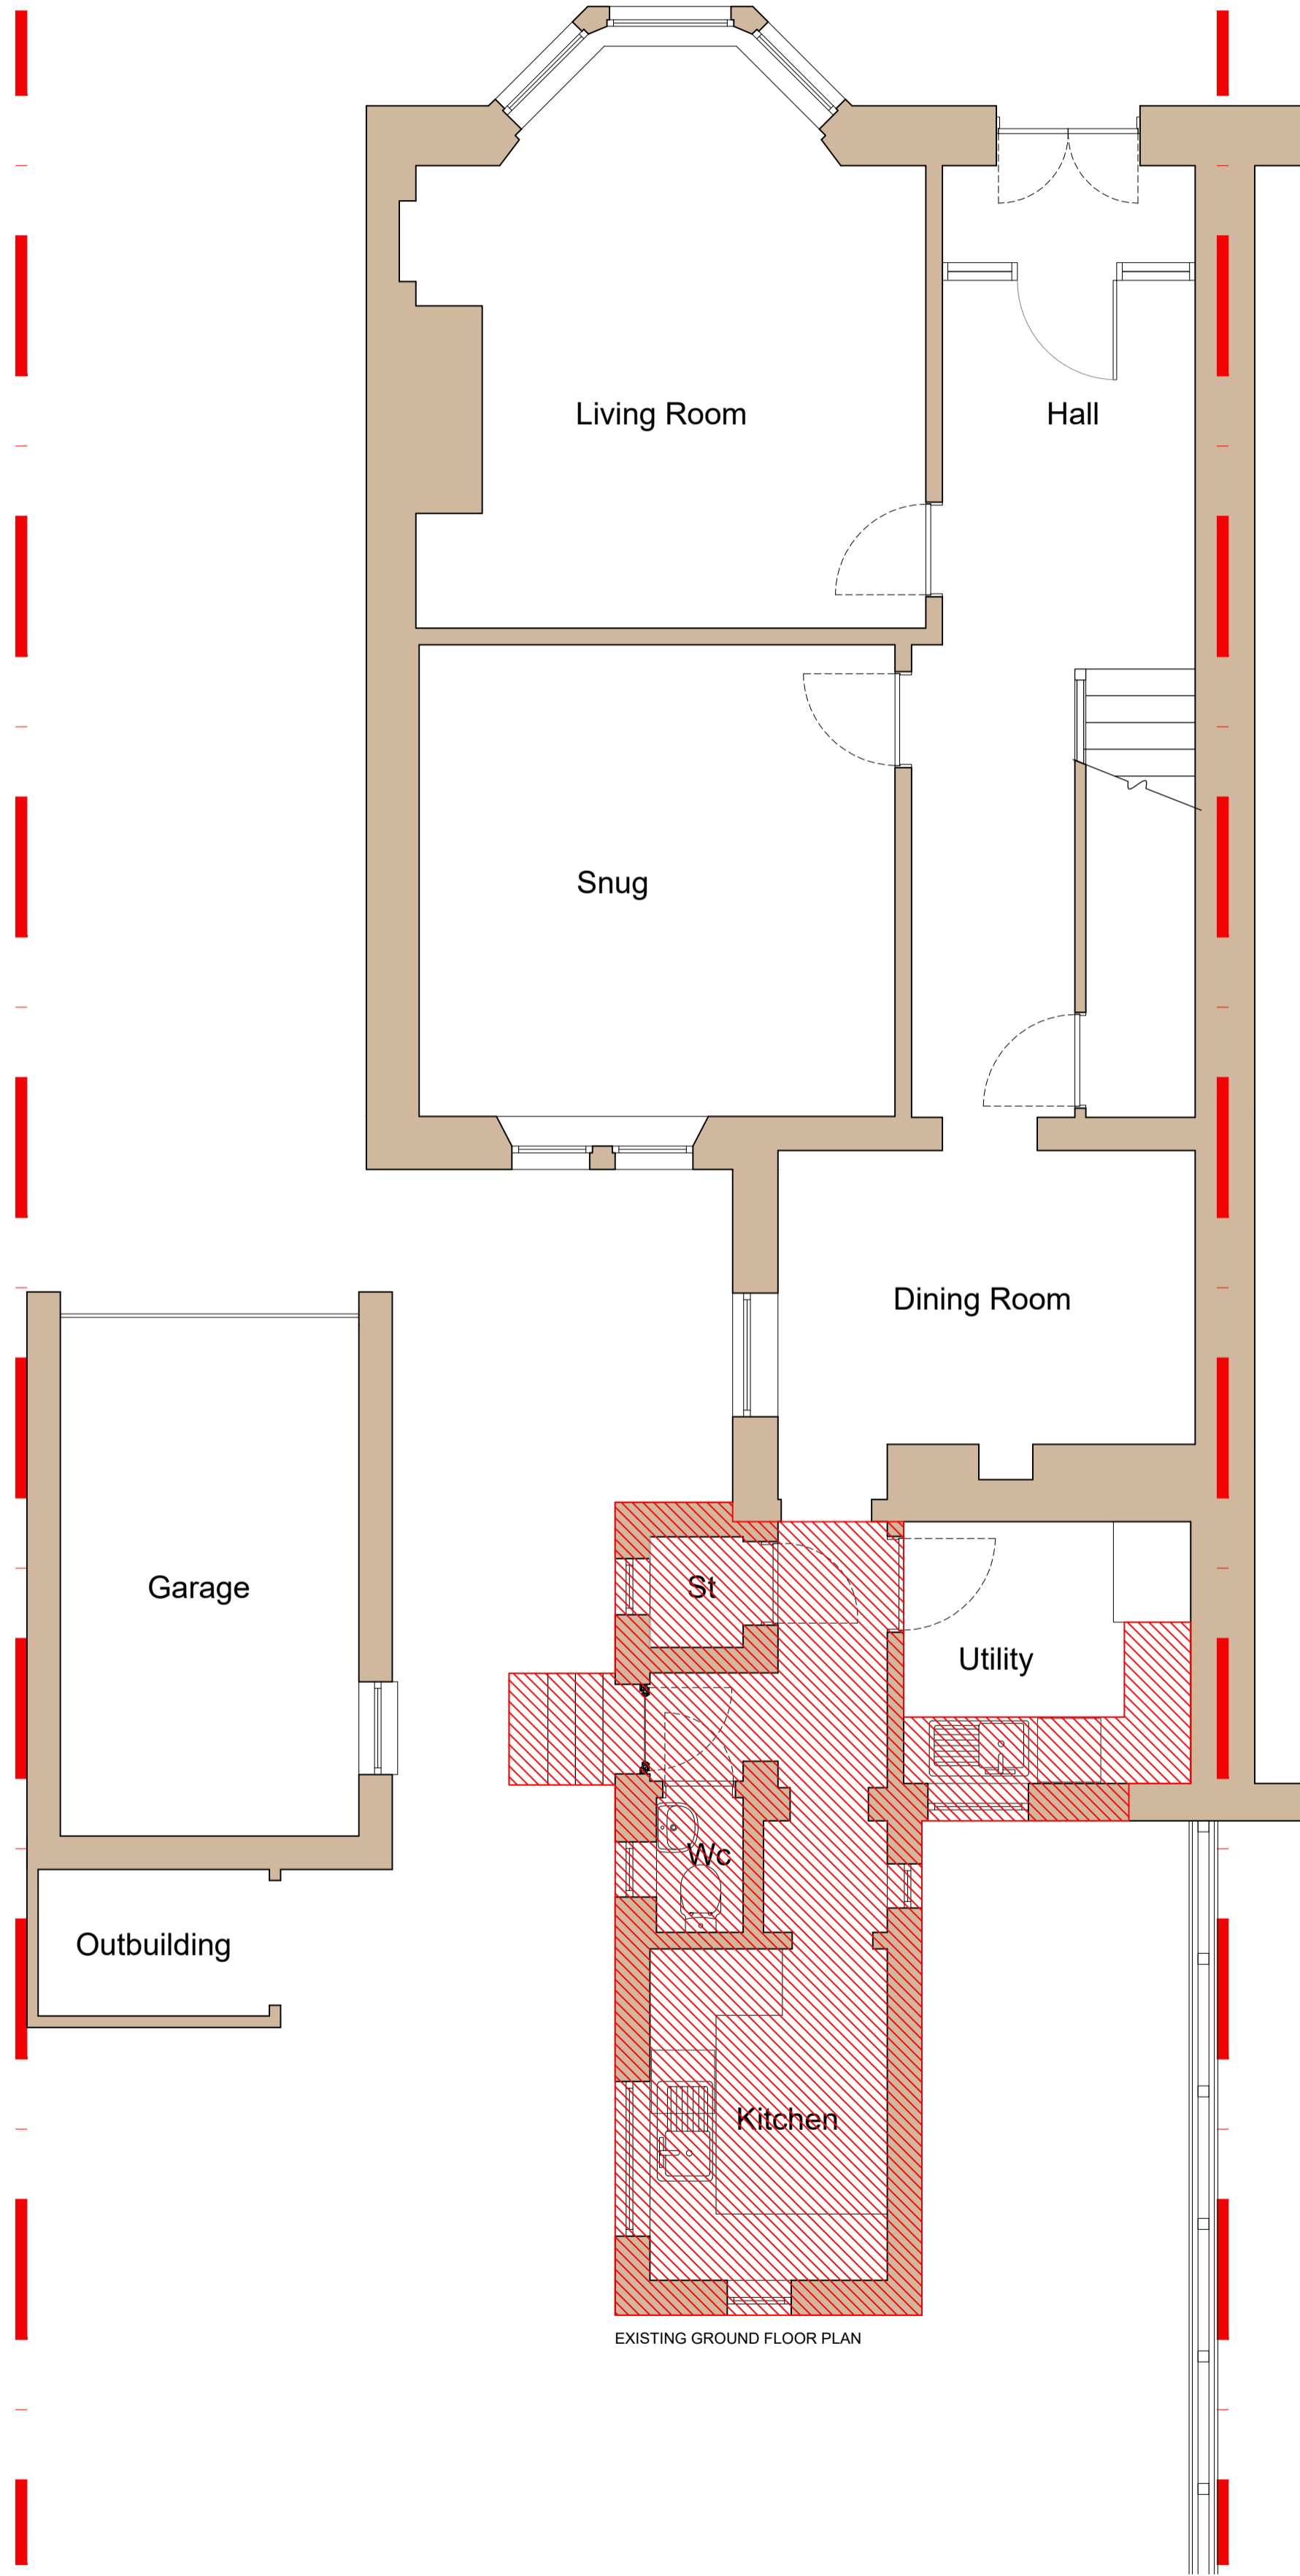 Living Room
Hall
Snug
Dining Room
Garage
St
Utility
Wc
Outbuilding
Kitchen
EXISTING GROUND FLOOR PLAN